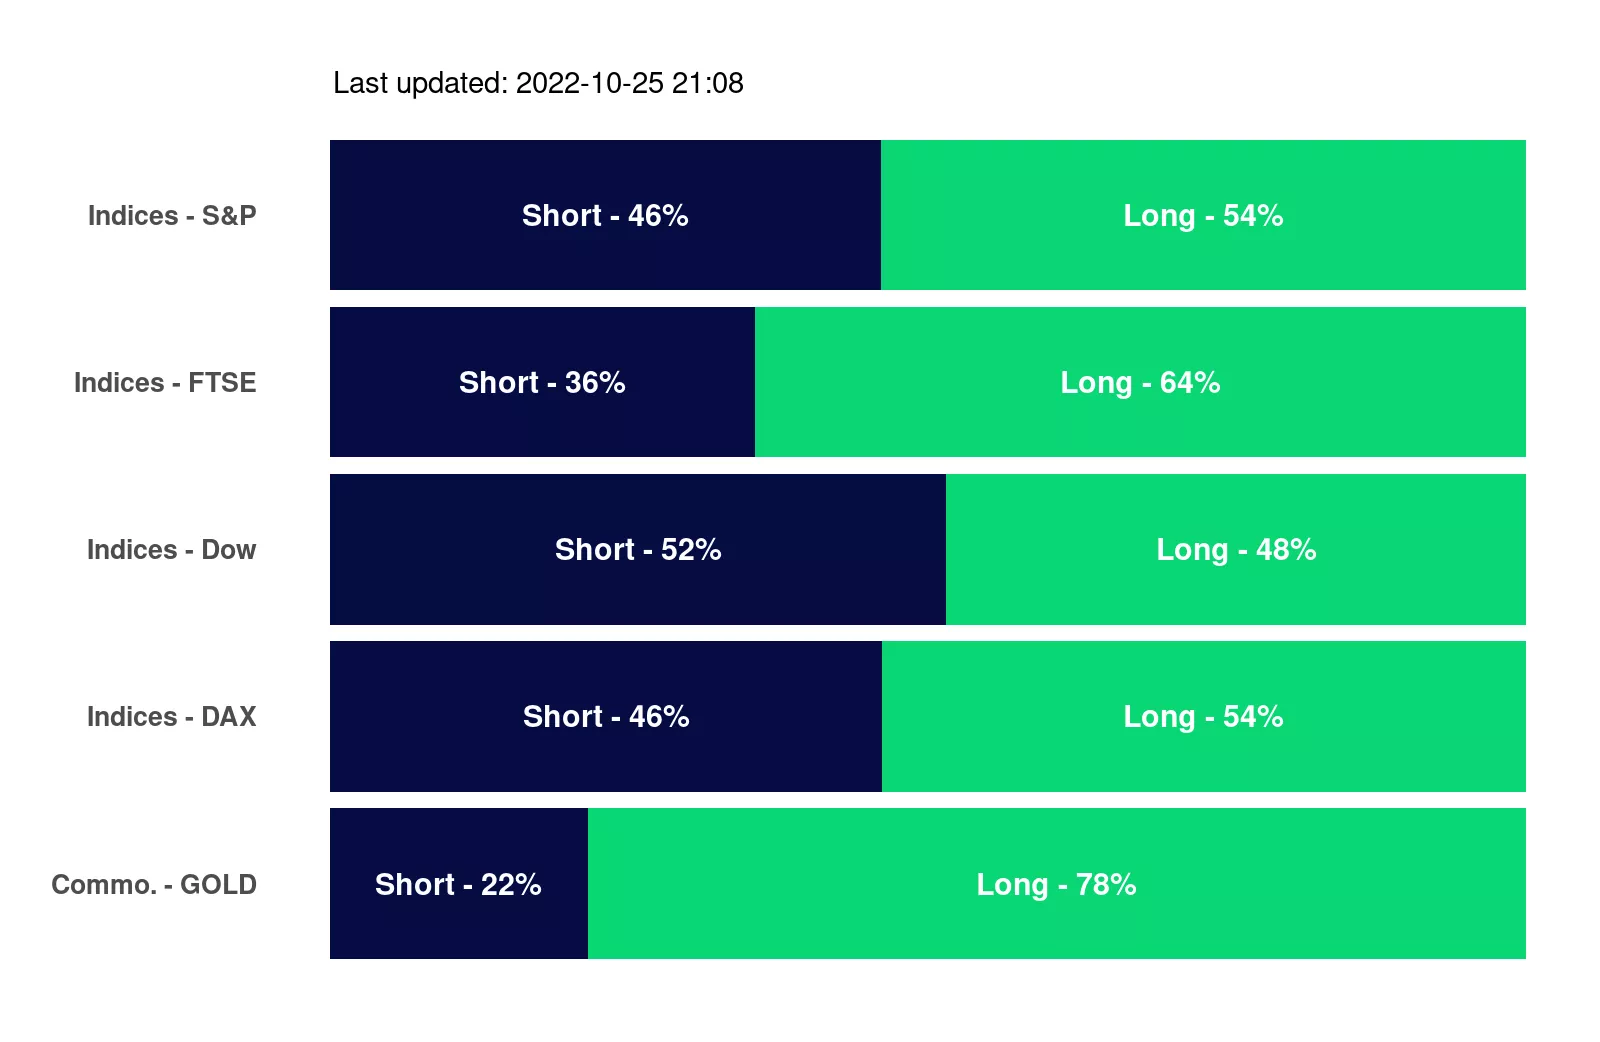 Last updated: 2022-10-25 21:08
Indices - S&P Short - 46% Long - 54%
Indices - FTSE Short - 36% Long - 64%
Indices - Dow Short - 52% Long - 48%
Indices - DAX Short - 46% Long - 54%
Commo. - GOLD Short - 22% Long - 78%